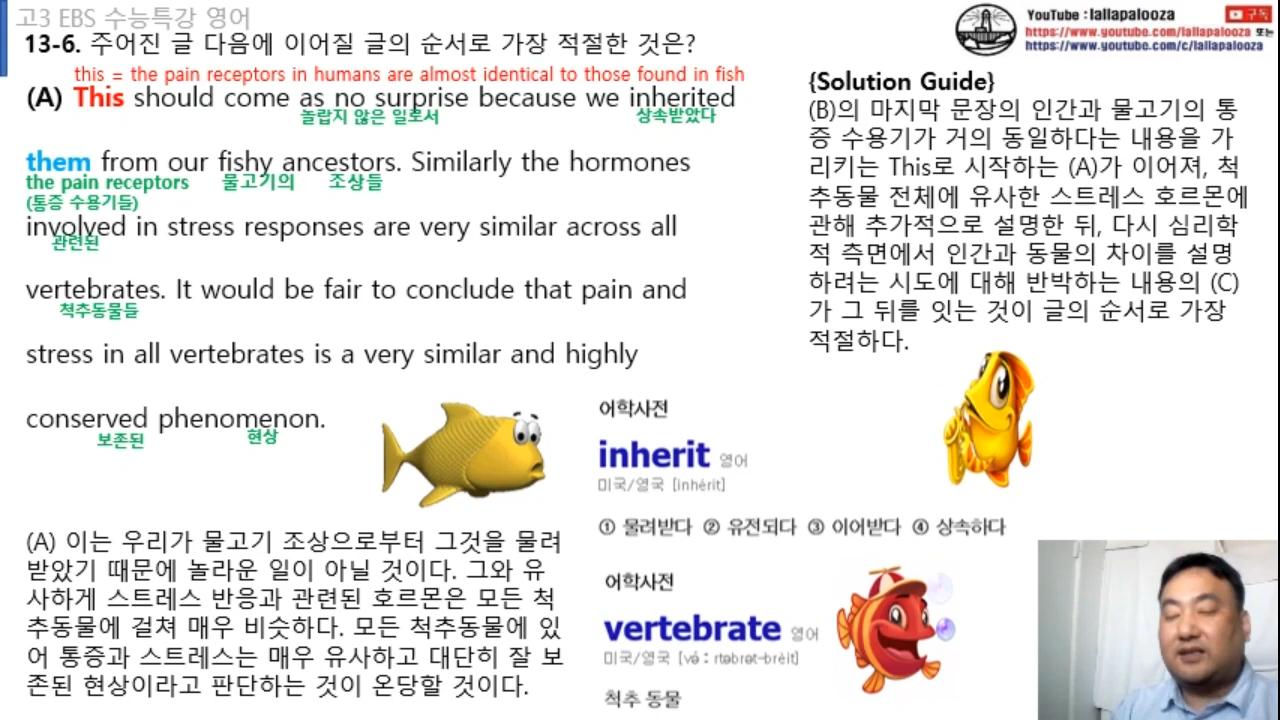 고3 EBS 수능특강 영어
13-6. 주어진 글 다음에 이어질 글의 순서로 가장 적절한 것은?
this = the pain receptors in humans are almost identical to those found in fish
(A) This should come as no surprise because we inherited
놀랍지 않은 일로서 상속받았다
them from our fishy ancestors. Similarly the hormones
the pain receptors 물고기의 조상들
(통증 수용기들)
involved in stress responses are very similar across all
관련된
vertebrates. It would be fair to conclude that pain and
척추동물들
stress in all vertebrates is a very similar and highly
conserved phenomenon.
보존된 현상
(A) 이는 우리가 물고기 조상으로부터 그것을 물려
받았기 때문에 놀라운 일이 아닐 것이다. 그와 유
사하게 스트레스 반응과 관련된 호르몬은 모든 척
추동물에 걸쳐 매우 비슷하다. 모든 척추동물에 있
어 통증과 스트레스는 매우 유사하고 대단히 잘 보
존된 현상이라고 판단하는 것이 온당할 것이다.
YouTube : lallapalooza 구독
https://www.youtube.com/lallapalooza 또는
https://www.youtube.com/c/lallapalooza
{Solution Guide}
(B)의 마지막 문장의 인간과 물고기의 통
증 수용기가 거의 동일하다는 내용을 가
리키는 This로 시작하는 (A)가 이어져, 척
추동물 전체에 유사한 스트레스 호르몬에
관해 추가적으로 설명한 뒤, 다시 심리학
적 측면에서 인간과 동물의 차이를 설명
하려는 시도에 대해 반박하는 내용의 (C)
가 그 뒤를 잇는 것이 글의 순서로 가장
적절하다.
어학사전
inherit 영어
미국/영국 [inhérit]
① 물려받다 ② 유전되다 ③ 이어받다 ④ 상속하다
어학사전
vertebrate 영어
미국/영국 [və́ːrtəbrət-brèit]
척추 동물